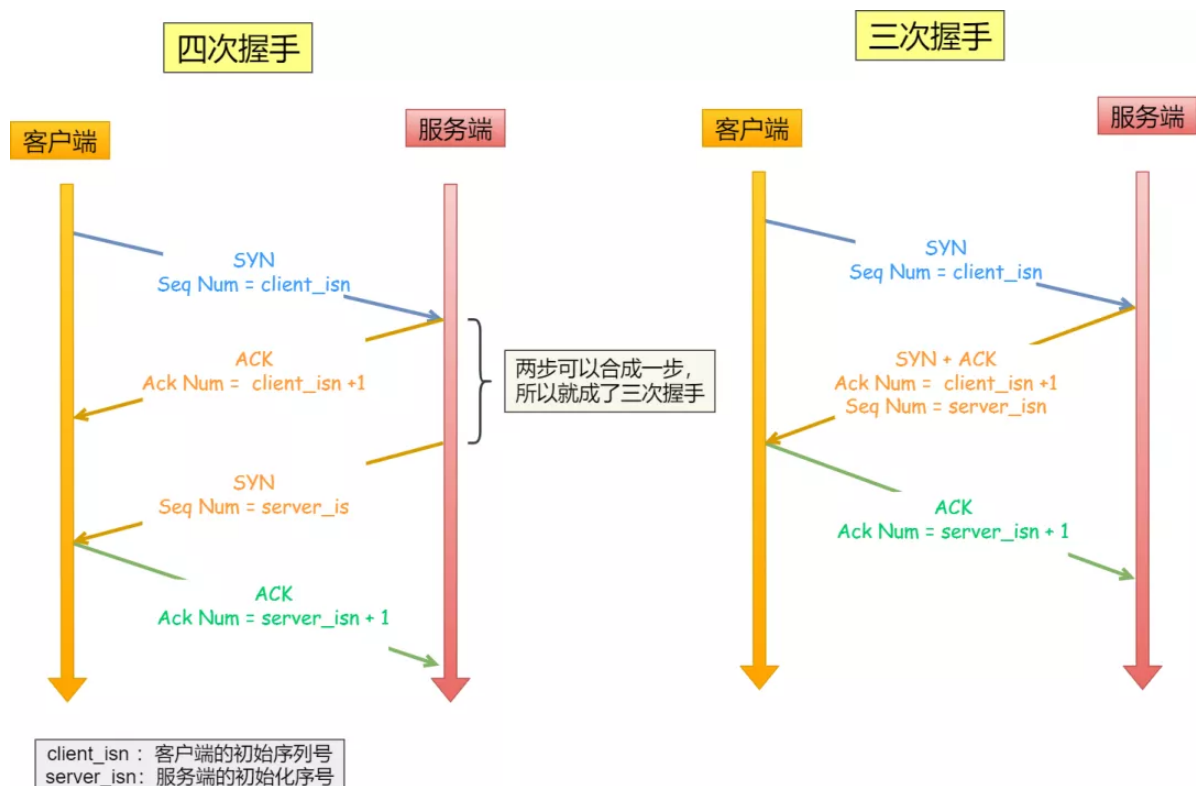 四次握手
客户端
服务端
SYN
Seq Num = client_isn
ACK
Ack Num = client_isn +1
SYN
Seq Num = server_is
ACK
Ack Num = server_isn + 1
两步可以合成一步，
所以就成了三次握手
三次握手
客户端
服务端
SYN
Seq Num = client_isn
SYN + ACK
Ack Num = client_isn +1
Seq Num = server_isn
ACK
Ack Num = server_isn + 1
client_isn ：客户端的初始序列号
server_isn：服务端的初始化序号